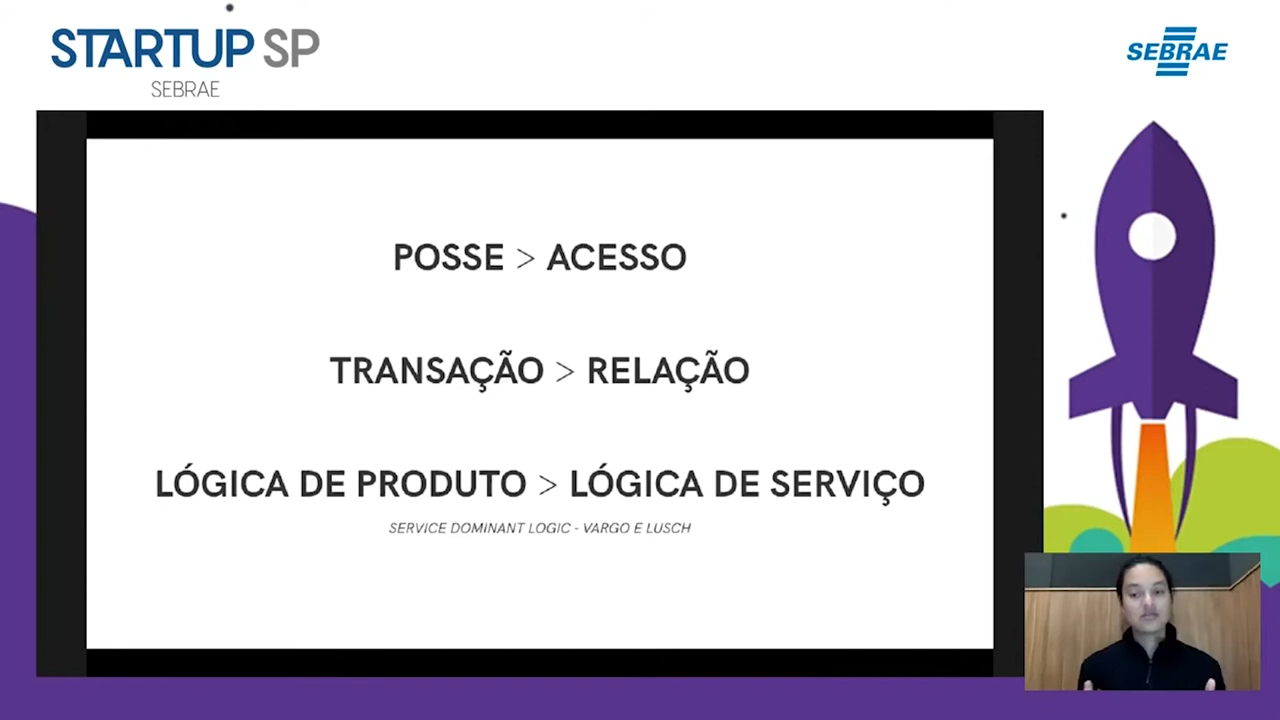 STARTUP SP
SEBRAE
SEBRAE
POSSE > ACESSO
TRANSAÇÃO > RELAÇÃO
LÓGICA DE PRODUTO > LÓGICA DE SERVIÇO
SERVICE DOMINANT LOGIC - VARGO E LUSCH